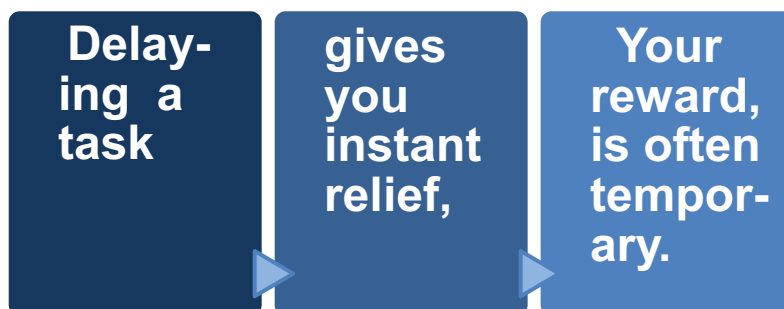 Delay-
ing a
task
gives
you
instant
relief,
Your
reward,
is often
tempor-
ary.